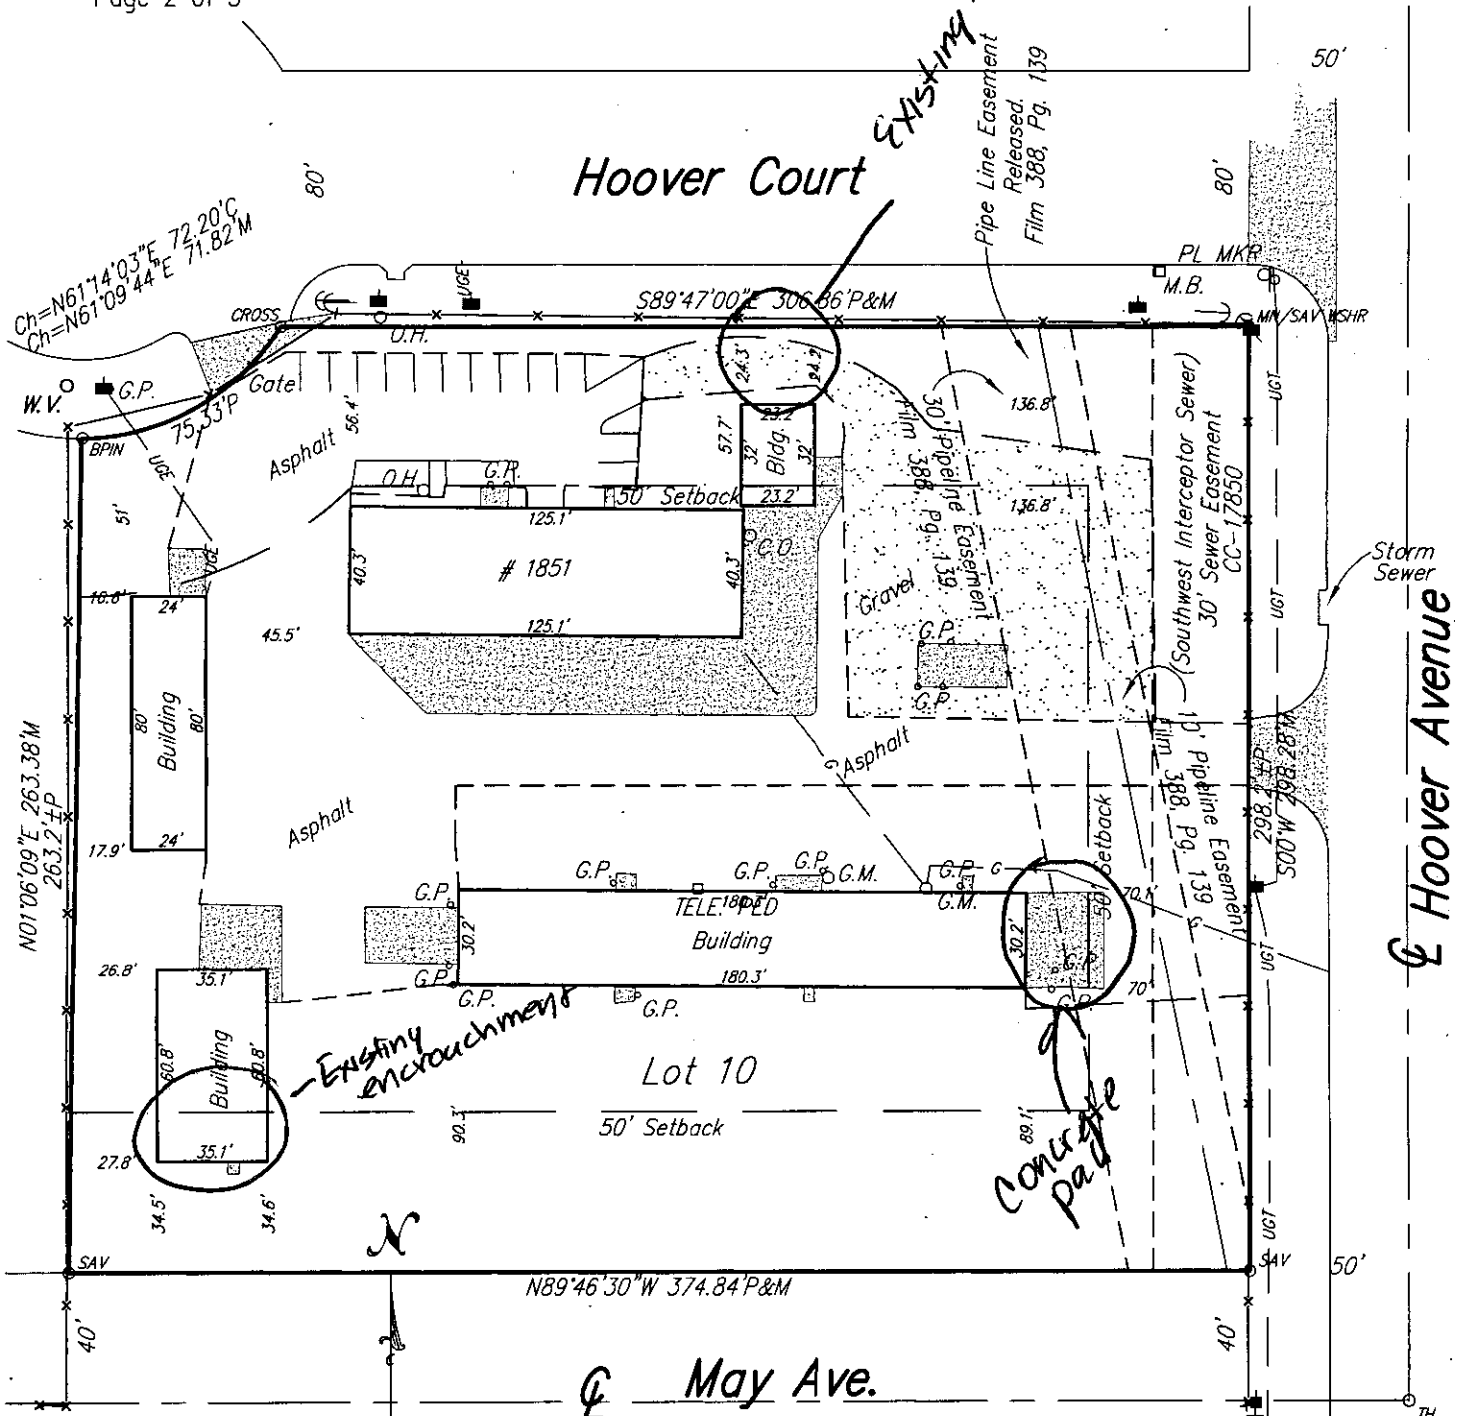 Page 2 of 3
50'
Existing
Pipe Line Easement
Released.
Film 388, Pg. 139
Hoover Court
80'
80'
Ch=N61°14'03"E 72.20'C
Ch=N61°09'44"E 71.82'M
PL MKR
M.B.
UGE
S89°47'00"E 306.86'P&M
CROSS
MN/SAV WSHR
O.H.
Gate
G.P.
W.V.
75.33'P
BPIN
UGE
Asphalt
56.4'
24.3'
24.2'
23.2'
57.7'
32'
Bldg.
32'
23.2'
136.8'
30' Pipeline Easement
Film 388, Pg. 139
136.8'
(Southwest Interceptor Sewer)
30' Sewer Easement
CC-17850
UGT
O.H.
G.P.
50' Setback
51'
UGE
125.1'
# 1851
40.3'
40.3'
125.1'
C.O.
Gravel
G.P.
G.P.
Storm
Sewer
UGT
24'
45.5'
80'
Building
80'
24'
17.9'
N01°06'09"E 263.38'M
263.2'±P
Asphalt
G
Asphalt
10' Pipeline Easement
Film 388, Pg. 139
298.2'±P
S00°W 298.28'M
Hoover Avenue
50' Setback
G.P.
G.P.
G.P.
G.M.
G.P.
G
G.M.
G.P.
TELE. PED
180.3'
Building
30.2'
30.2'
180.3'
70.1'
G
UGT
G.P.
G.P.
70'
G.P.
G.P.
G.P.
G.P.
26.8'
35.1'
60.8'
Building
60.8'
35.1'
27.8'
Existing
encrouchment
Lot 10
50' Setback
90.3'
89.1'
Concrete
pad
34.5'
34.6'
N
SAV
N89°46'30"W 374.84'P&M
SAV
UGT
50'
40'
40'
May Ave.
TH